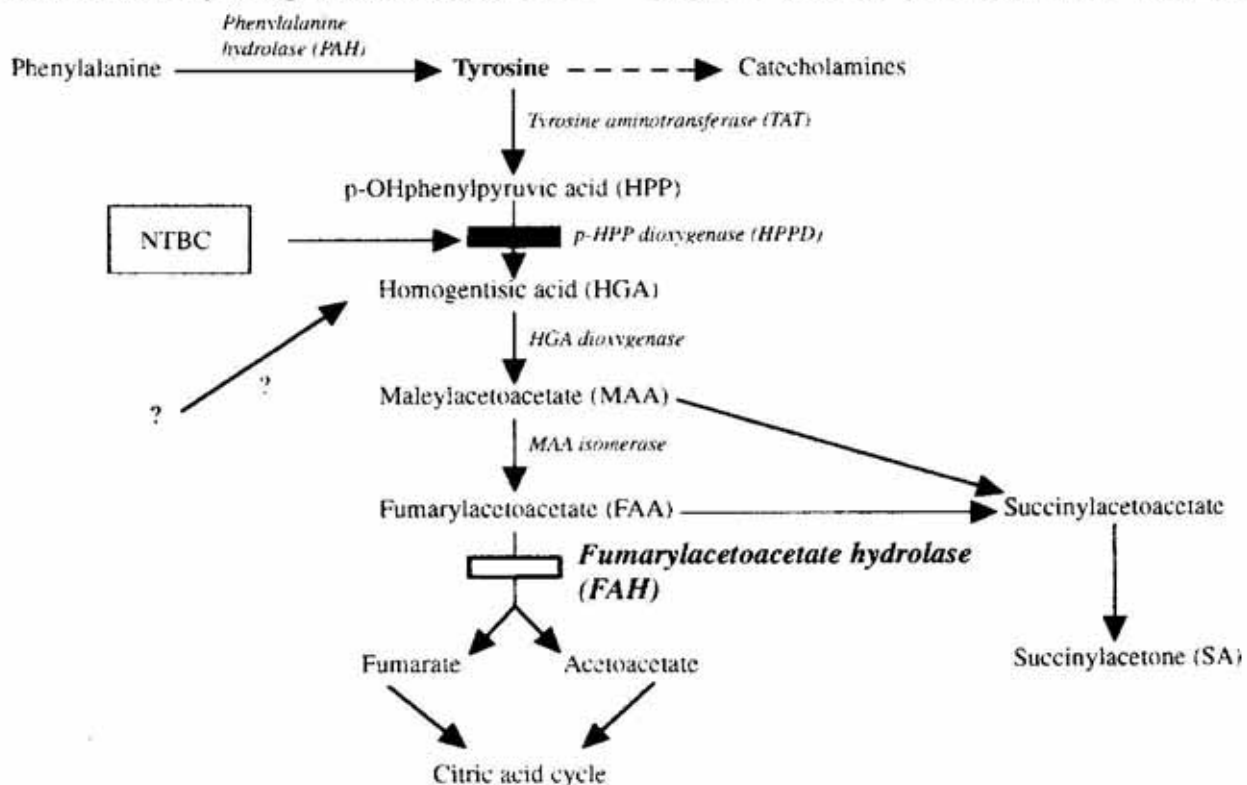 Phenylalanine
hydrolase (PAH)
Phenylalanine
Tyrosine
Catecholamines
Tyrosine aminotransferase (TAT)
p-OHphenylpyruvic acid (HPP)
NTBC
p-HPP dioxygenase (HPPD)
Homogentisic acid (HGA)
HGA dioxygenase
?
?
Maleylacetoacetate (MAA)
MAA isomerase
Fumarylacetoacetate (FAA)
Succinylacetoacetate
Fumarylacetoacetate hydrolase
(FAH)
Fumarate
Acetoacetate
Succinylacetone (SA)
Citric acid cycle